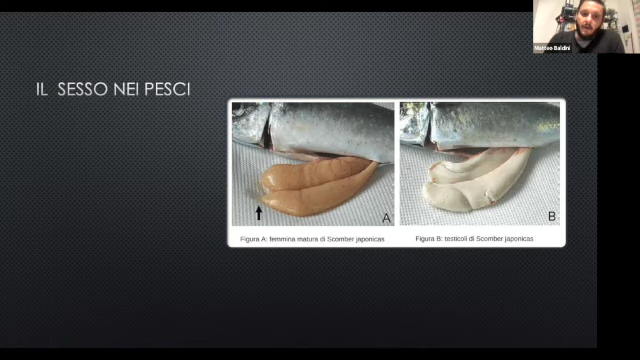 Matteo Baldini
IL SESSO NEI PESCI
A
B
Figura A: femmina matura di Scomber japonicas
Figura B: testicoli di Scomber japonicas